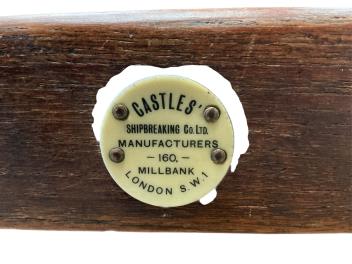 CASTLES'
SHIPBREAKING Co. LTD.
MANUFACTURERS
— 160, —
MILLBANK
LONDON S.W.1